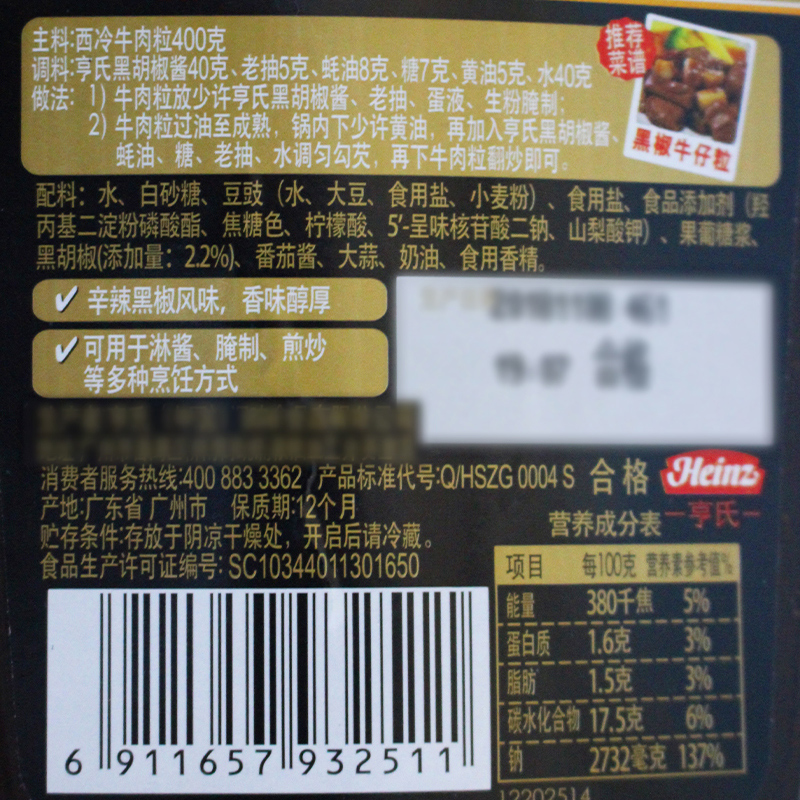 主料:西冷牛肉粒400克
调料:亨氏黑胡椒酱40克、老抽5克、蚝油8克、糖7克、黄油5克、水40克
做法: 1) 牛肉粒放少许亨氏黑胡椒酱、老抽、蛋液、生粉腌制;
2) 牛肉粒过油至成熟，锅内下少许黄油，再加入亨氏黑胡椒酱、
蚝油、糖、老抽、水调匀勾芡，再下牛肉粒翻炒即可。
推荐
菜谱
黑椒牛仔粒
配料: 水、白砂糖、豆豉（水、大豆、食用盐、小麦粉）、食用盐、食品添加剂（羟
丙基二淀粉磷酸酯、焦糖色、柠檬酸、5′-呈味核苷酸二钠、山梨酸钾）、果葡糖浆、
黑胡椒(添加量: 2.2%)、番茄酱、大蒜、奶油、食用香精。
✓ 辛辣黑椒风味，香味醇厚
✓ 可用于淋酱、腌制、煎炒
等多种烹饪方式
消费者服务热线:400 883 3362 产品标准代号:Q/HSZG 0004 S 合格
产地:广东省 广州市 保质期:12个月
贮存条件:存放于阴凉干燥处，开启后请冷藏。
食品生产许可证编号: SC10344011301650
Heinz
亨氏
营养成分表
项目 每100克 营养素参考值%
能量 380千焦 5%
蛋白质 1.6克 3%
脂肪 1.5克 3%
碳水化合物 17.5克 6%
钠 2732毫克 137%
6 911657 932511
12202514